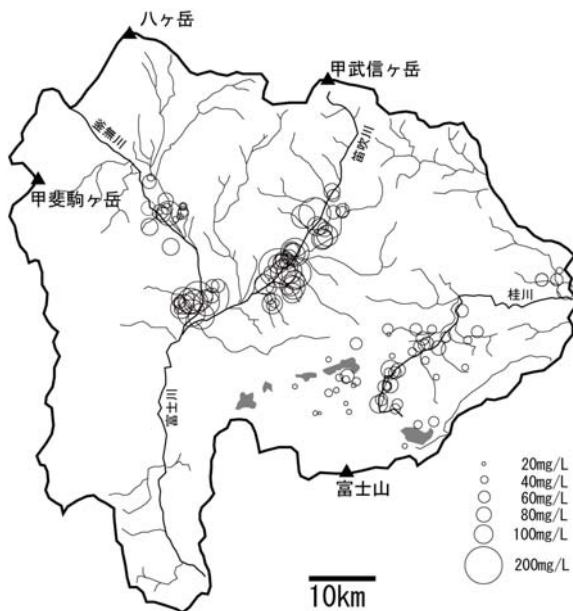 八ヶ岳
甲武信ヶ岳
釜無川
笛吹川
甲斐駒ヶ岳
桂川
富士川
富士山
20mg/L
40mg/L
60mg/L
80mg/L
100mg/L
200mg/L
10km